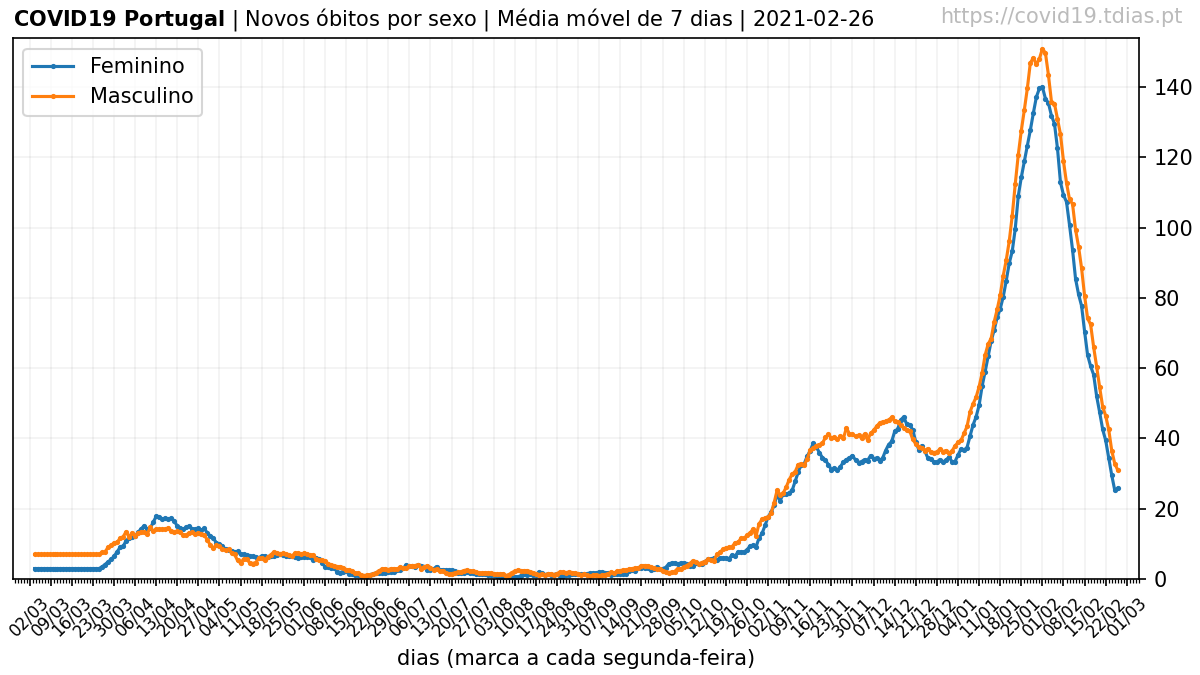 COVID19 Portugal | Novos óbitos por sexo | Média móvel de 7 dias | 2021-02-26
https://covid19.tdias.pt
Feminino
Masculino
140
120
100
80
60
40
20
0
02/03 09/03 16/03 23/03 30/03 06/04 13/04 20/04 27/04 04/05 11/05 18/05 25/05 01/06 08/06 15/06 22/06 29/06 06/07 13/07 20/07 27/07 03/08 10/08 17/08 24/08 31/08 07/09 14/09 21/09 28/09 05/10 12/10 19/10 26/10 02/11 09/11 16/11 23/11 30/11 07/12 14/12 21/12 28/12 04/01 11/01 18/01 25/01 01/02 08/02 15/02 22/02 01/03
dias (marca a cada segunda-feira)